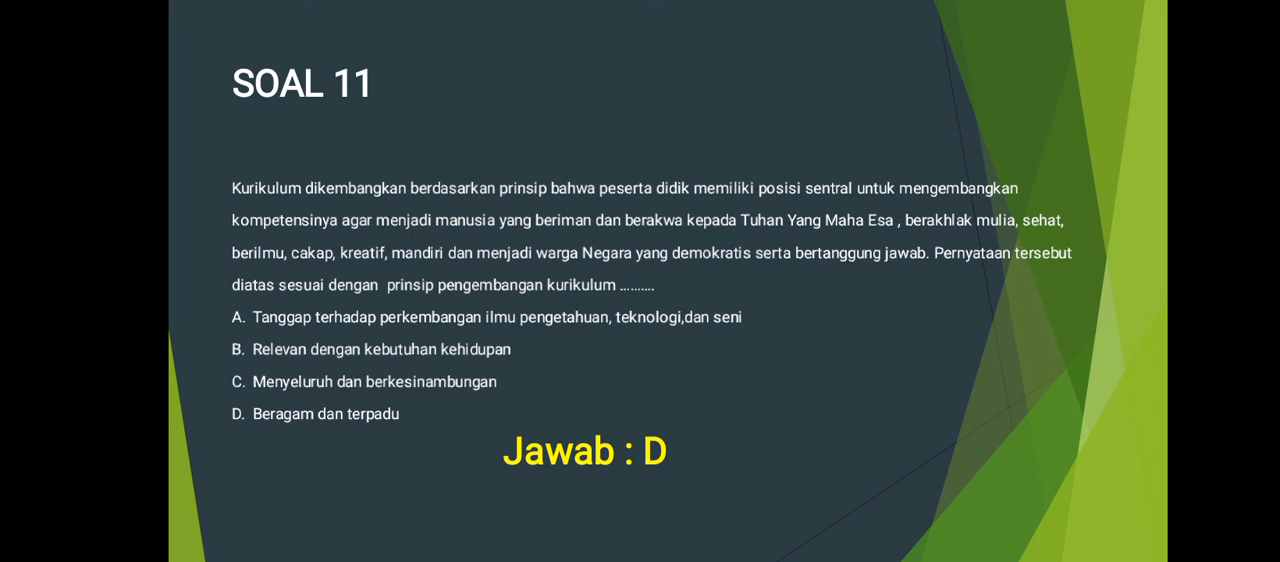 SOAL 11
Kurikulum dikembangkan berdasarkan prinsip bahwa peserta didik memiliki posisi sentral untuk mengembangkan
kompetensinya agar menjadi manusia yang beriman dan berakwa kepada Tuhan Yang Maha Esa , berakhlak mulia, sehat,
berilmu, cakap, kreatif, mandiri dan menjadi warga Negara yang demokratis serta bertanggung jawab. Pernyataan tersebut
diatas sesuai dengan  prinsip pengembangan kurikulum ..........
A. Tanggap terhadap perkembangan ilmu pengetahuan, teknologi,dan seni
B. Relevan dengan kebutuhan kehidupan
C. Menyeluruh dan berkesinambungan
D. Beragam dan terpadu
Jawab : D